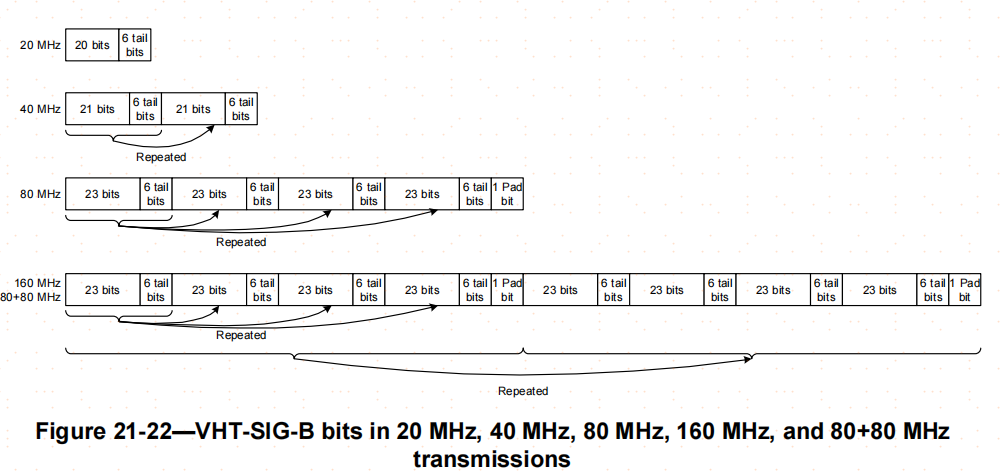 20 MHz 20 bits 6 tail bits
40 MHz 21 bits 6 tail bits 21 bits 6 tail bits
Repeated
80 MHz 23 bits 6 tail bits 23 bits 6 tail bits 23 bits 6 tail bits 23 bits 6 tail bits 1 Pad bit
Repeated
160 MHz
80+80 MHz
23 bits 6 tail bits 23 bits 6 tail bits 23 bits 6 tail bits 23 bits 6 tail bits 1 Pad bit 23 bits 6 tail bits 23 bits 6 tail bits 23 bits 6 tail bits 23 bits 6 tail bits 1 Pad bit
Repeated
Repeated
Figure 21-22—VHT-SIG-B bits in 20 MHz, 40 MHz, 80 MHz, 160 MHz, and 80+80 MHz
transmissions